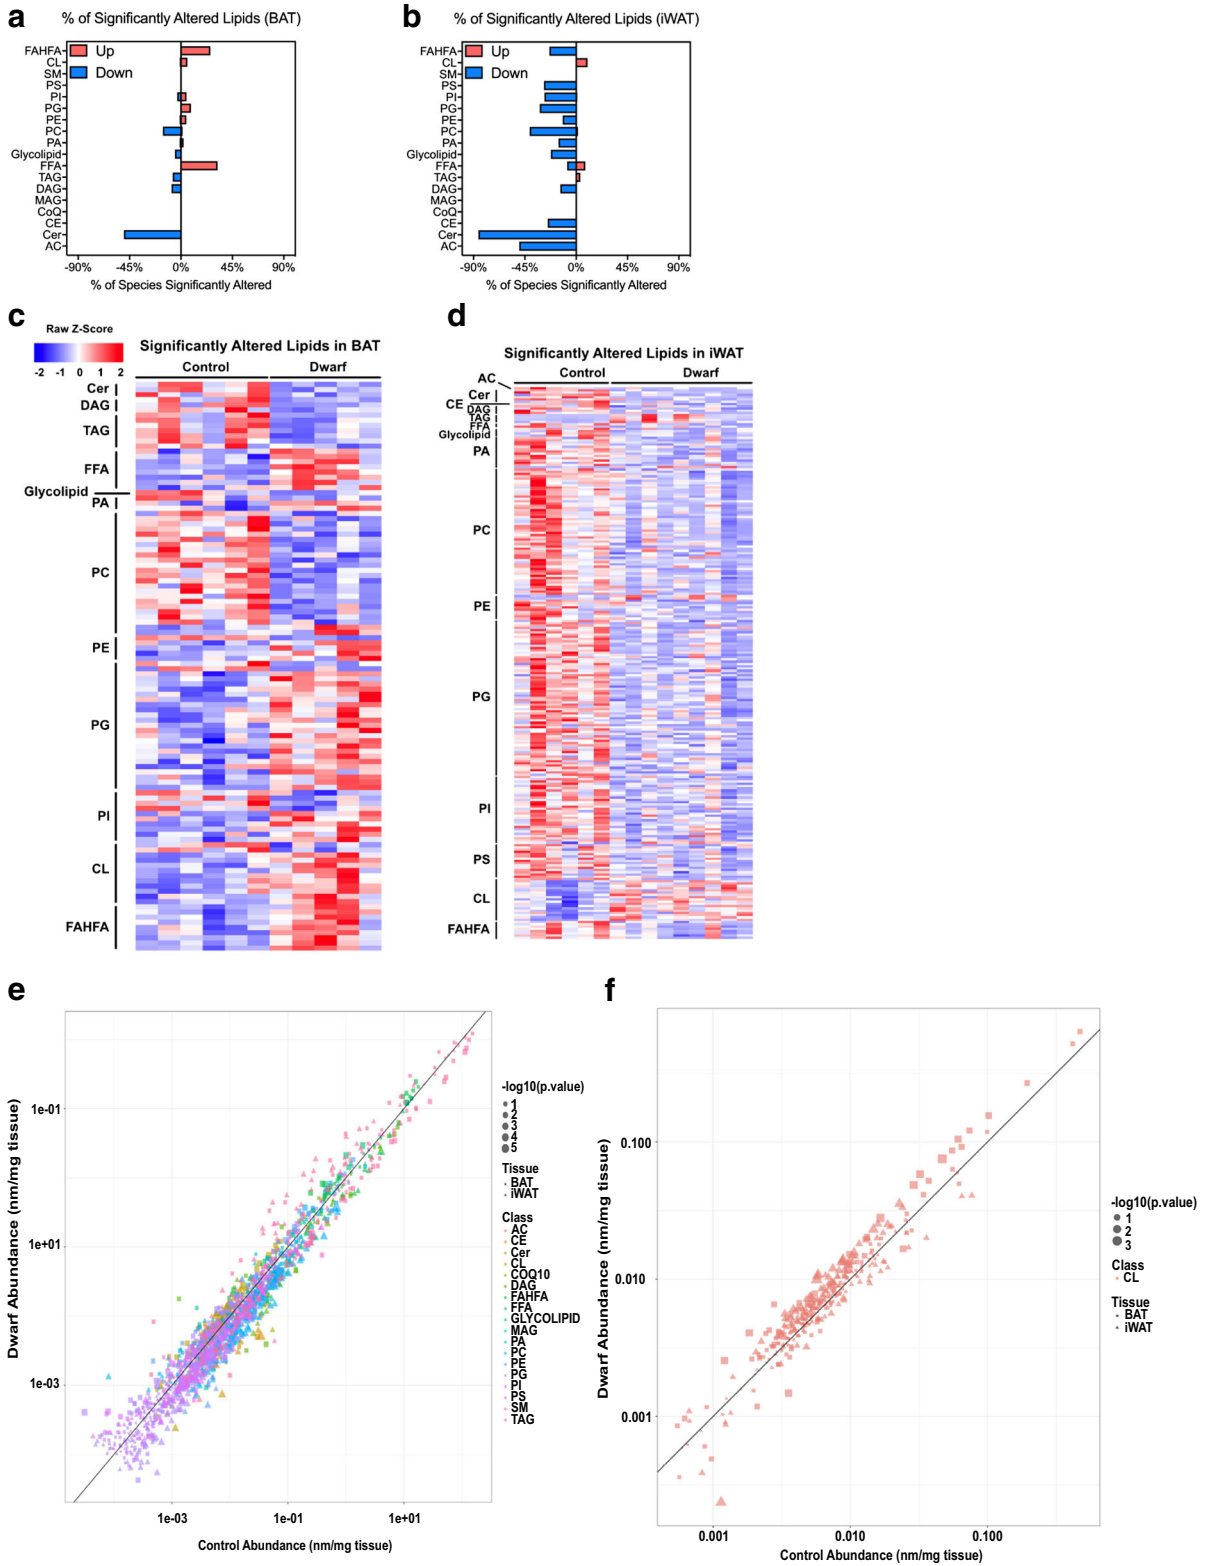 a
% of Significantly Altered Lipids (BAT)
FAHFA
CL
SM
PS
PI
PG
PE
PC
PA
Glycolipid
FFA
TAG
DAG
MAG
CoQ
CE
Cer
AC
Up
Down
-90% -45% 0% 45% 90%
% of Species Significantly Altered
b
% of Significantly Altered Lipids (iWAT)
FAHFA
CL
SM
PS
PI
PG
PE
PC
PA
Glycolipid
FFA
TAG
DAG
MAG
CoQ
CE
Cer
AC
Up
Down
-90% -45% 0% 45% 90%
% of Species Significantly Altered
c
Raw Z-Score
-2 -1 0 1 2
Significantly Altered Lipids in BAT
Control Dwarf
Cer
DAG
TAG
FFA
Glycolipid
PA
PC
PE
PG
PI
CL
FAHFA
d
Significantly Altered Lipids in iWAT
Control Dwarf
AC
Cer
CE
DAG
TAG
FFA
Glycolipid
PA
PC
PE
PG
PI
PS
CL
FAHFA
e
Dwarf Abundance (nm/mg tissue)
1e-01
1e+01
1e-03
1e-03 1e-01 1e+01
Control Abundance (nm/mg tissue)
-log10(p.value)
1
2
3
4
5
Tissue
BAT
iWAT
Class
AC
CE
Cer
CL
COQ10
DAG
FAHFA
FFA
GLYCOLIPID
MAG
PA
PC
PE
PG
PI
PS
SM
TAG
f
Dwarf Abundance (nm/mg tissue)
0.100
0.010
0.001
0.001 0.010 0.100
Control Abundance (nm/mg tissue)
-log10(p.value)
1
2
3
Class
CL
Tissue
BAT
iWAT